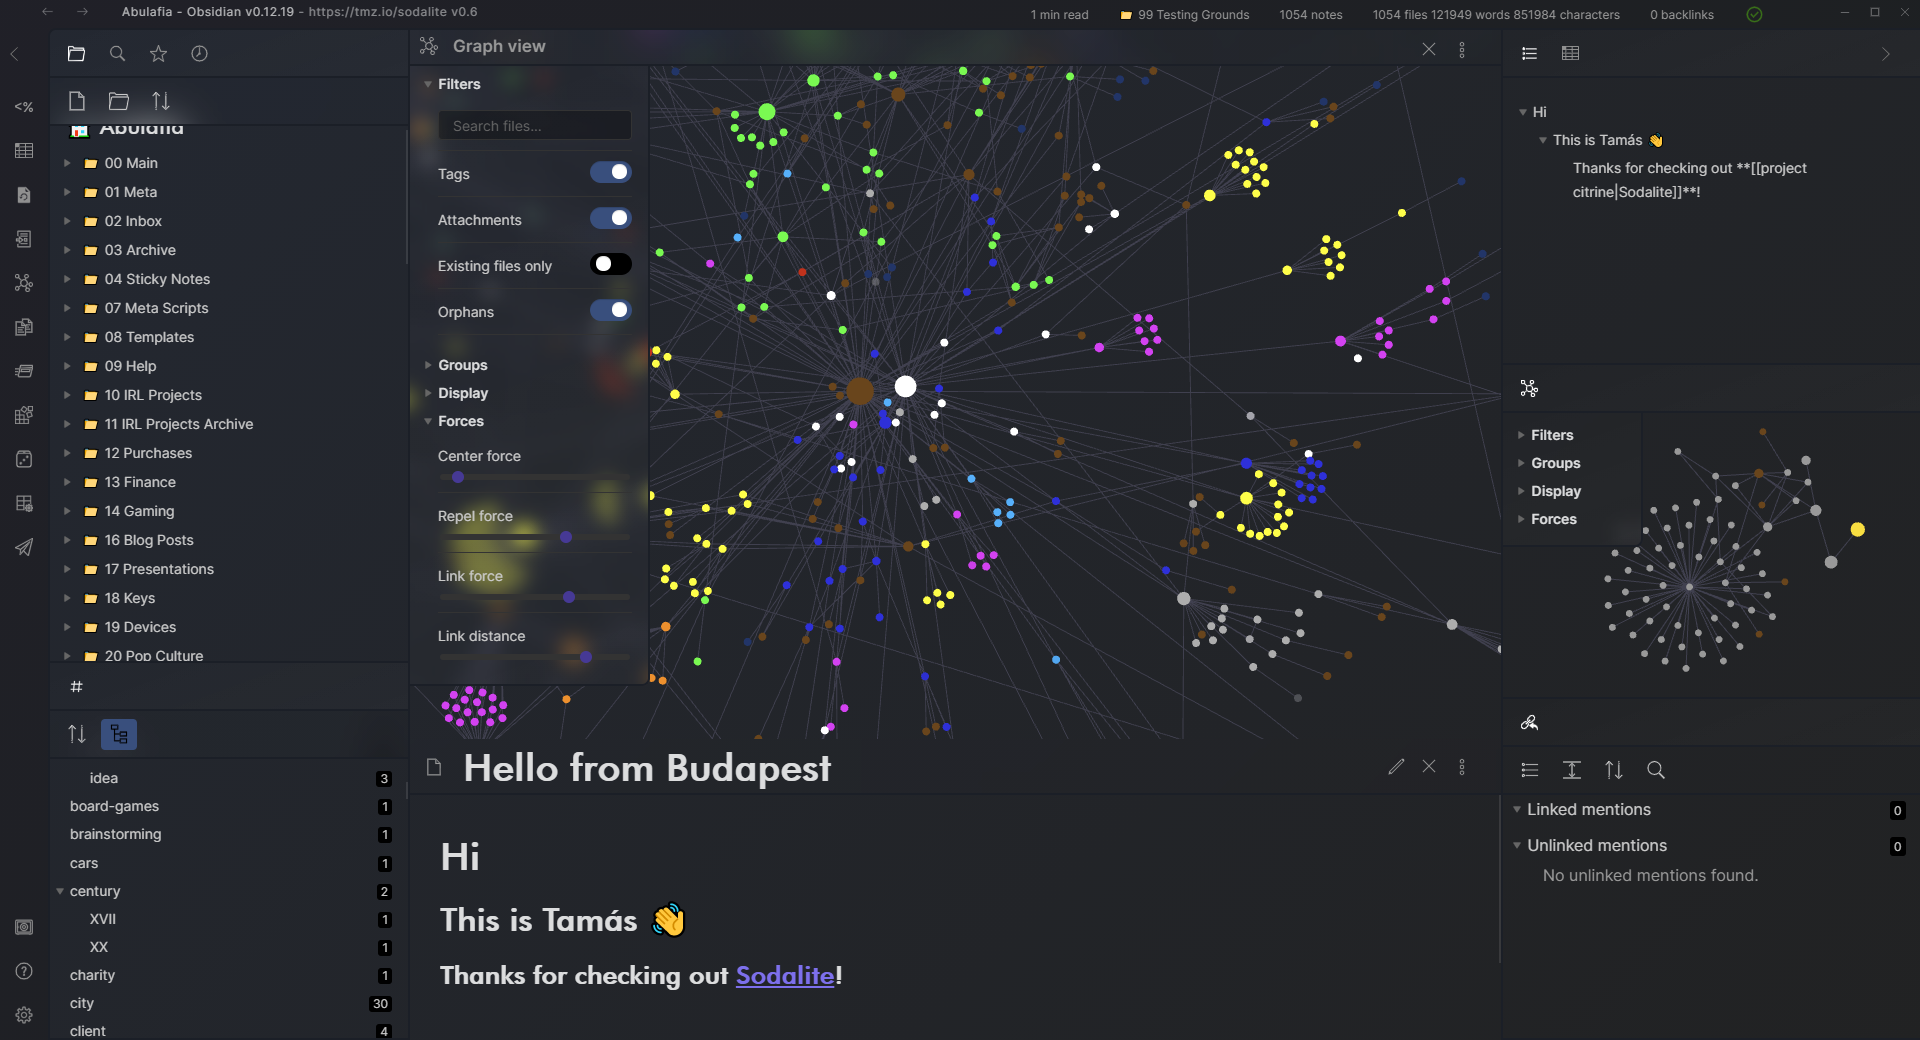 Abulafia - Obsidian v0.12.19 - https://tmz.io/sodalite v0.6
1 min read
99 Testing Grounds
1054 notes
1054 files 121949 words 851984 characters
0 backlinks
Abulafia
00 Main
01 Meta
02 Inbox
03 Archive
04 Sticky Notes
07 Meta Scripts
08 Templates
09 Help
10 IRL Projects
11 IRL Projects Archive
12 Purchases
13 Finance
14 Gaming
16 Blog Posts
17 Presentations
18 Keys
19 Devices
20 Pop Culture
#
idea 3
board-games 1
brainstorming 1
cars 1
century 2
XVII 1
XX 1
charity 1
city 30
client 4
Graph view
Filters
Search files...
Tags
Attachments
Existing files only
Orphans
Groups
Display
Forces
Center force
Repel force
Link force
Link distance
Hello from Budapest
Hi
This is Tamás 👋
Thanks for checking out Sodalite!
Hi
This is Tamás 👋
Thanks for checking out **[[project
citrine|Sodalite]]**!
Filters
Groups
Display
Forces
Linked mentions 0
Unlinked mentions 0
No unlinked mentions found.
<%